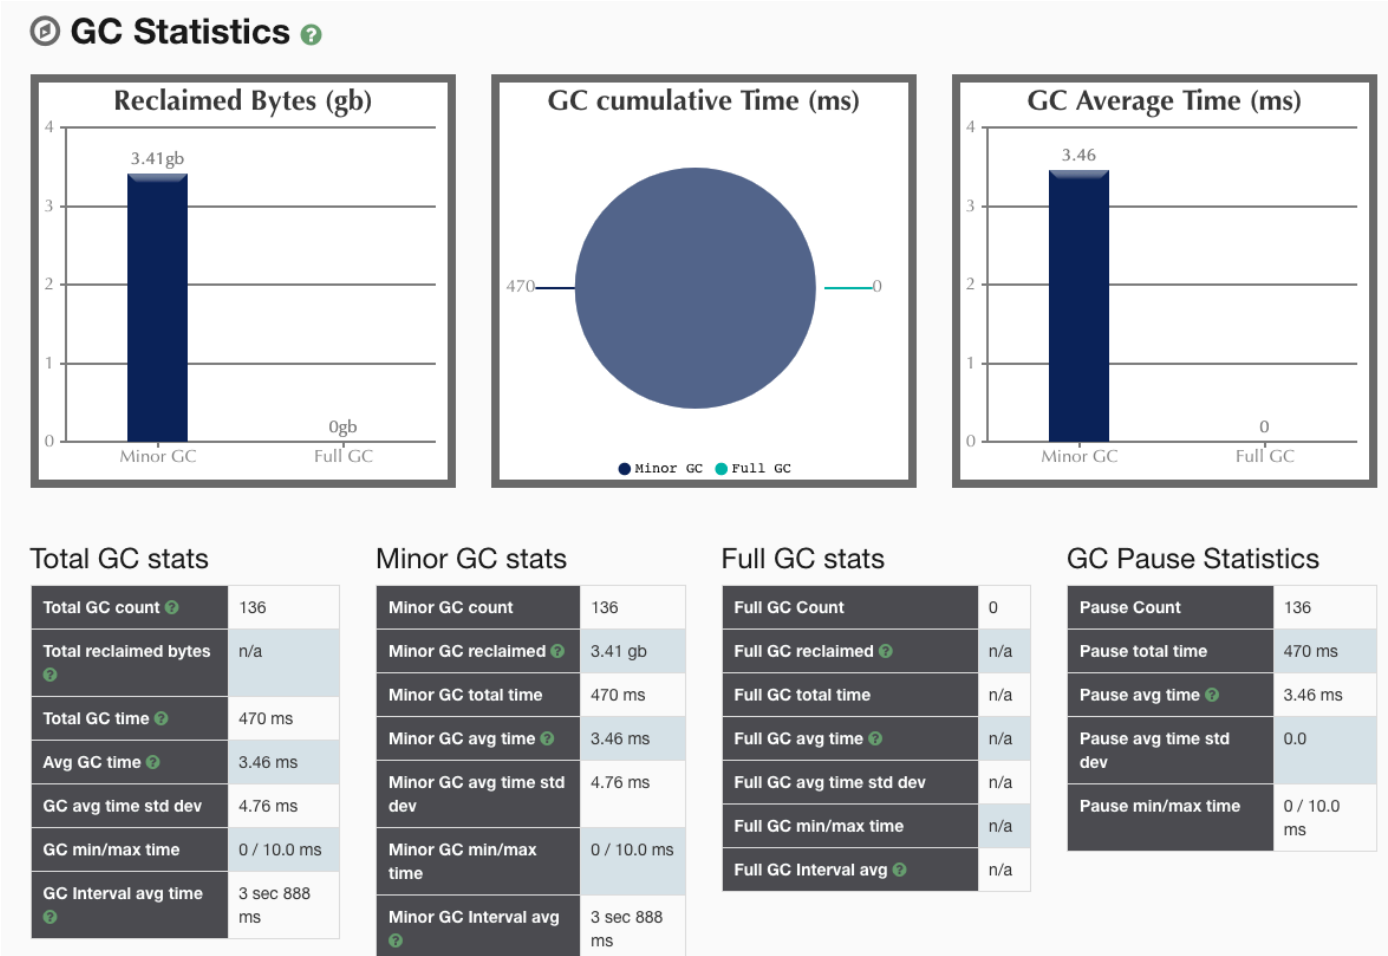 GC Statistics ?
Reclaimed Bytes (gb)
4
3.41gb
3
2
1
0gb
0
Minor GC Full GC
GC cumulative Time (ms)
470
0
Minor GC Full GC
GC Average Time (ms)
4
3.46
3
2
1
0
0
Minor GC Full GC
Total GC stats
Total GC count ? 136
Total reclaimed bytes n/a
?
Total GC time ? 470 ms
Avg GC time ? 3.46 ms
GC avg time std dev 4.76 ms
GC min/max time 0 / 10.0 ms
GC Interval avg time 3 sec 888
? ms
Minor GC stats
Minor GC count 136
Minor GC reclaimed ? 3.41 gb
Minor GC total time 470 ms
Minor GC avg time ? 3.46 ms
Minor GC avg time std 4.76 ms
dev
Minor GC min/max 0 / 10.0 ms
time
Minor GC Interval avg 3 sec 888
? ms
Full GC stats
Full GC Count 0
Full GC reclaimed ? n/a
Full GC total time n/a
Full GC avg time ? n/a
Full GC avg time std dev n/a
Full GC min/max time n/a
Full GC Interval avg ? n/a
GC Pause Statistics
Pause Count 136
Pause total time 470 ms
Pause avg time ? 3.46 ms
Pause avg time std 0.0
dev
Pause min/max time 0 / 10.0
ms